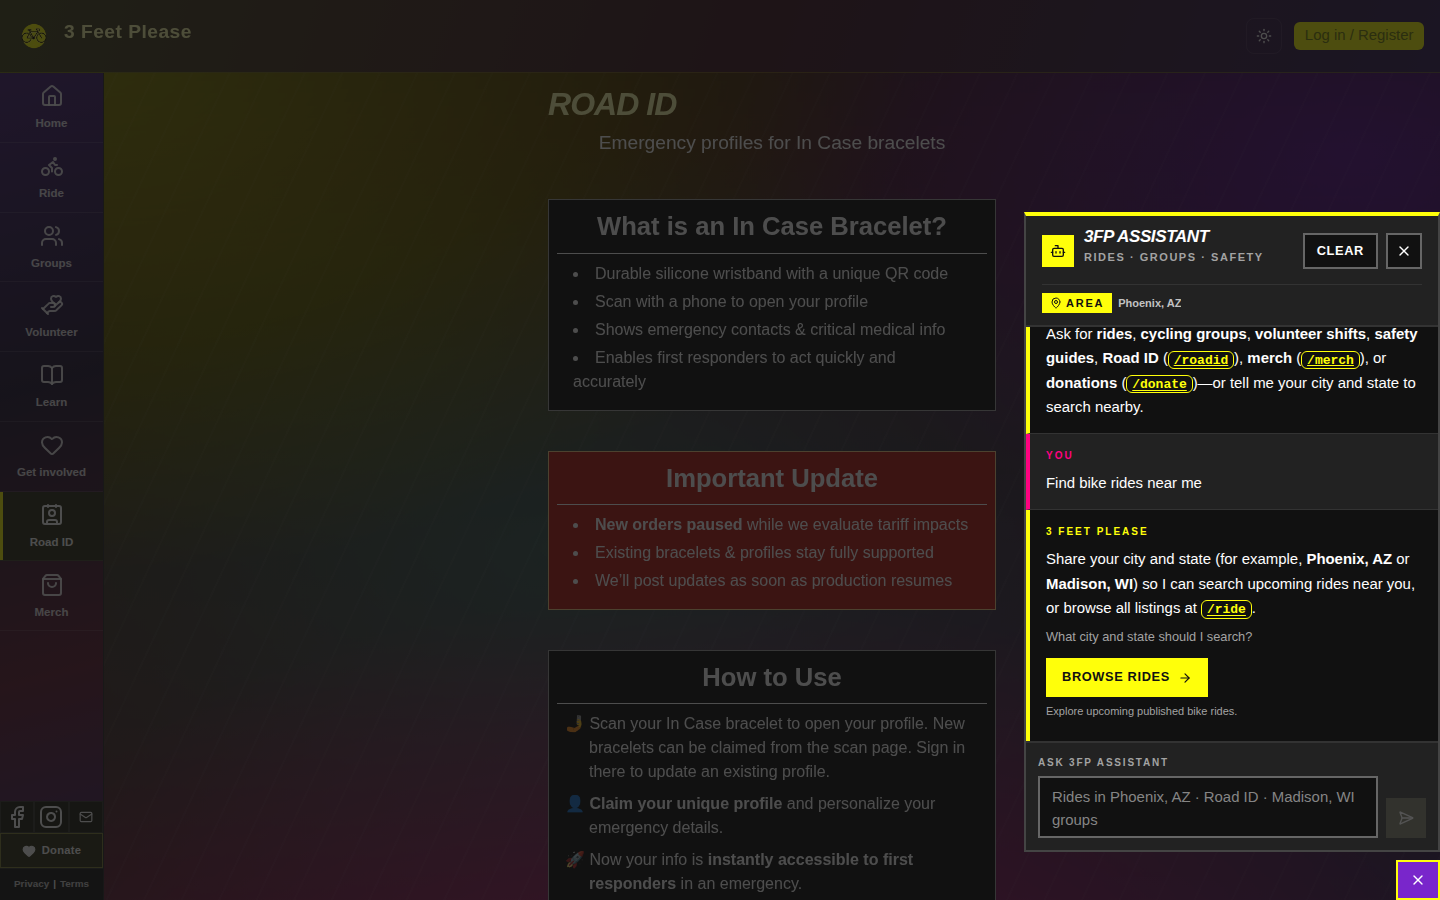 3 Feet Please
Log in / Register
Home
Ride
Groups
Volunteer
Learn
Get involved
Road ID
Merch
Donate
Privacy | Terms
ROAD ID
Emergency profiles for In Case bracelets
What is an In Case Bracelet?
• Durable silicone wristband with a unique QR code
• Scan with a phone to open your profile
• Shows emergency contacts & critical medical info
• Enables first responders to act quickly and
accurately
Important Update
• New orders paused while we evaluate tariff impacts
• Existing bracelets & profiles stay fully supported
• We'll post updates as soon as production resumes
How to Use
🤳 Scan your In Case bracelet to open your profile. New
bracelets can be claimed from the scan page. Sign in
there to update an existing profile.
👤 Claim your unique profile and personalize your
emergency details.
🚀 Now your info is instantly accessible to first
responders in an emergency.
3FP ASSISTANT
RIDES · GROUPS · SAFETY
CLEAR
AREA Phoenix, AZ
Ask for rides, cycling groups, volunteer shifts, safety
guides, Road ID (/roadid), merch (/merch), or
donations (/donate)—or tell me your city and state to
search nearby.
YOU
Find bike rides near me
3 FEET PLEASE
Share your city and state (for example, Phoenix, AZ or
Madison, WI) so I can search upcoming rides near you,
or browse all listings at /ride.
What city and state should I search?
BROWSE RIDES →
Explore upcoming published bike rides.
ASK 3FP ASSISTANT
Rides in Phoenix, AZ · Road ID · Madison, WI
groups